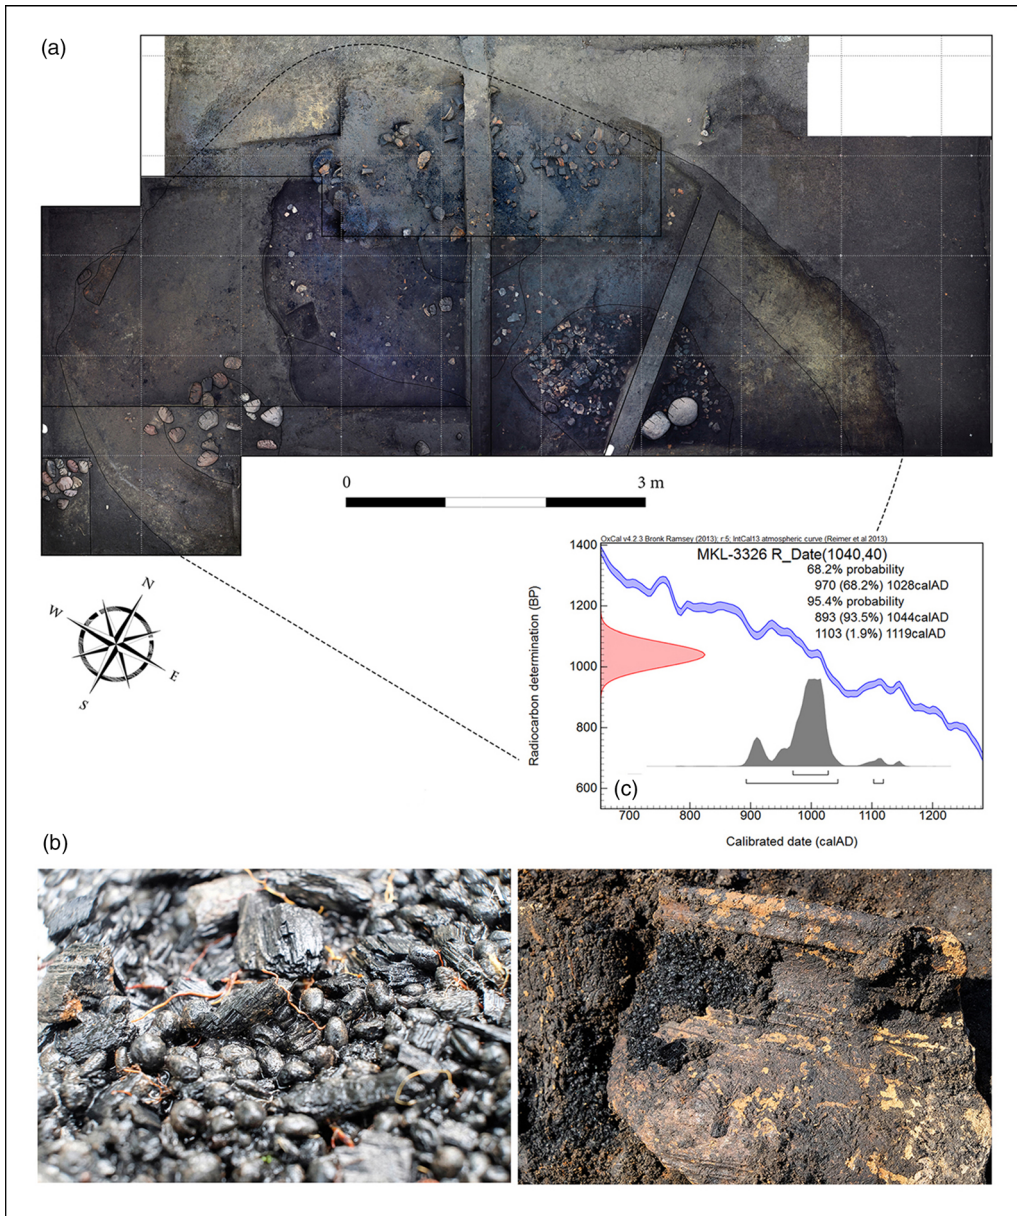 (a)
0 3 m
N
W
E
S
OxCal v4.2.3 Bronk Ramsey (2013); r:5; IntCal13 atmospheric curve (Reimer et al 2013)
MKL-3326 R_Date(1040,40)
68.2% probability
970 (68.2%) 1028calAD
95.4% probability
893 (93.5%) 1044calAD
1103 (1.9%) 1119calAD
Radiocarbon determination (BP)
1400
1200
1000
800
600
(c)
700 800 900 1000 1100 1200
Calibrated date (calAD)
(b)